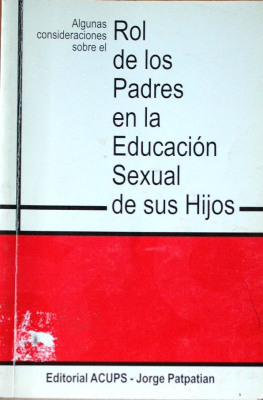 Algunas
consideraciones
sobre el
Rol
de los
Padres
en la
Educación
Sexual
de sus Hijos
Editorial ACUPS - Jorge Patpatian